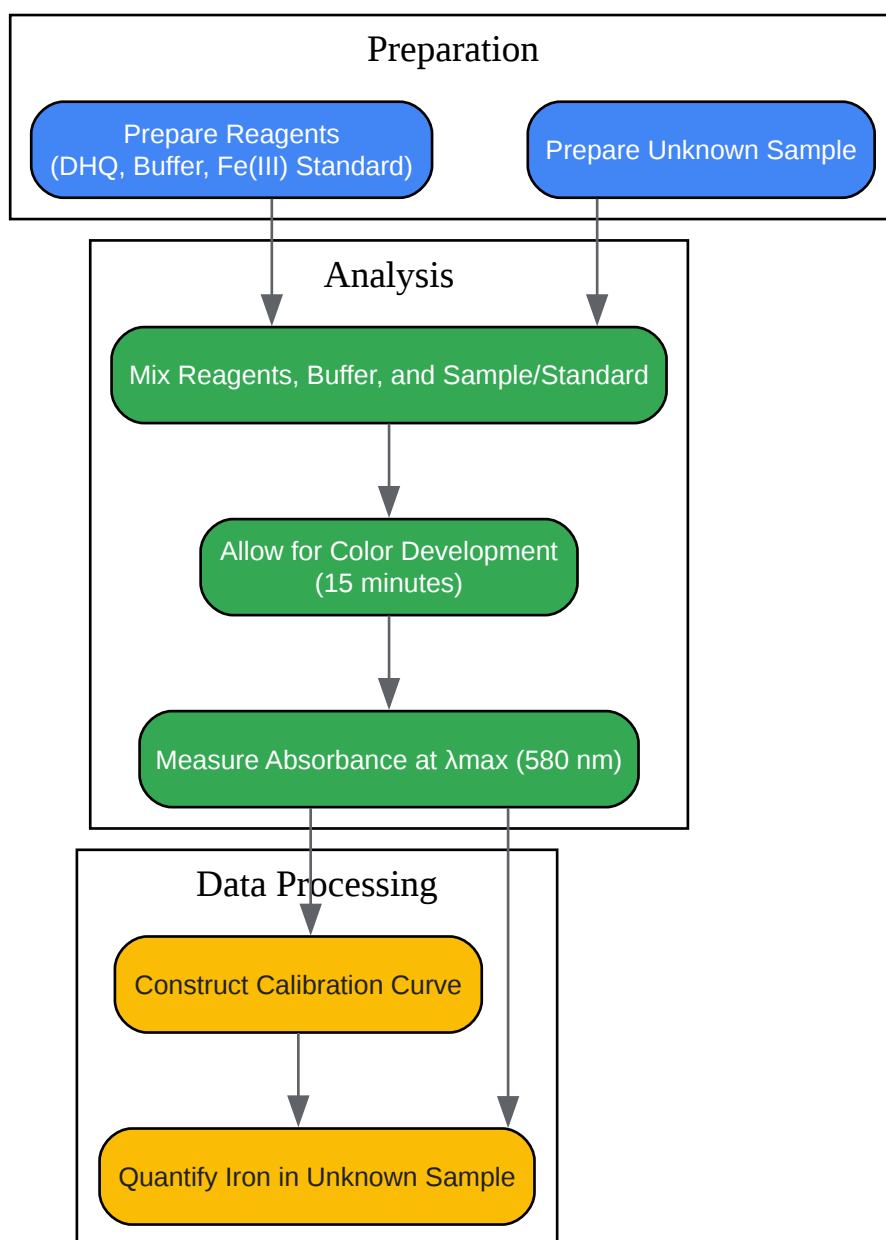 Preparation
Prepare Reagents
(DHQ, Buffer, Fe(III) Standard)
Prepare Unknown Sample
Analysis
Mix Reagents, Buffer, and Sample/Standard
Allow for Color Development
(15 minutes)
Measure Absorbance at λmax (580 nm)
Data Processing
Construct Calibration Curve
Quantify Iron in Unknown Sample